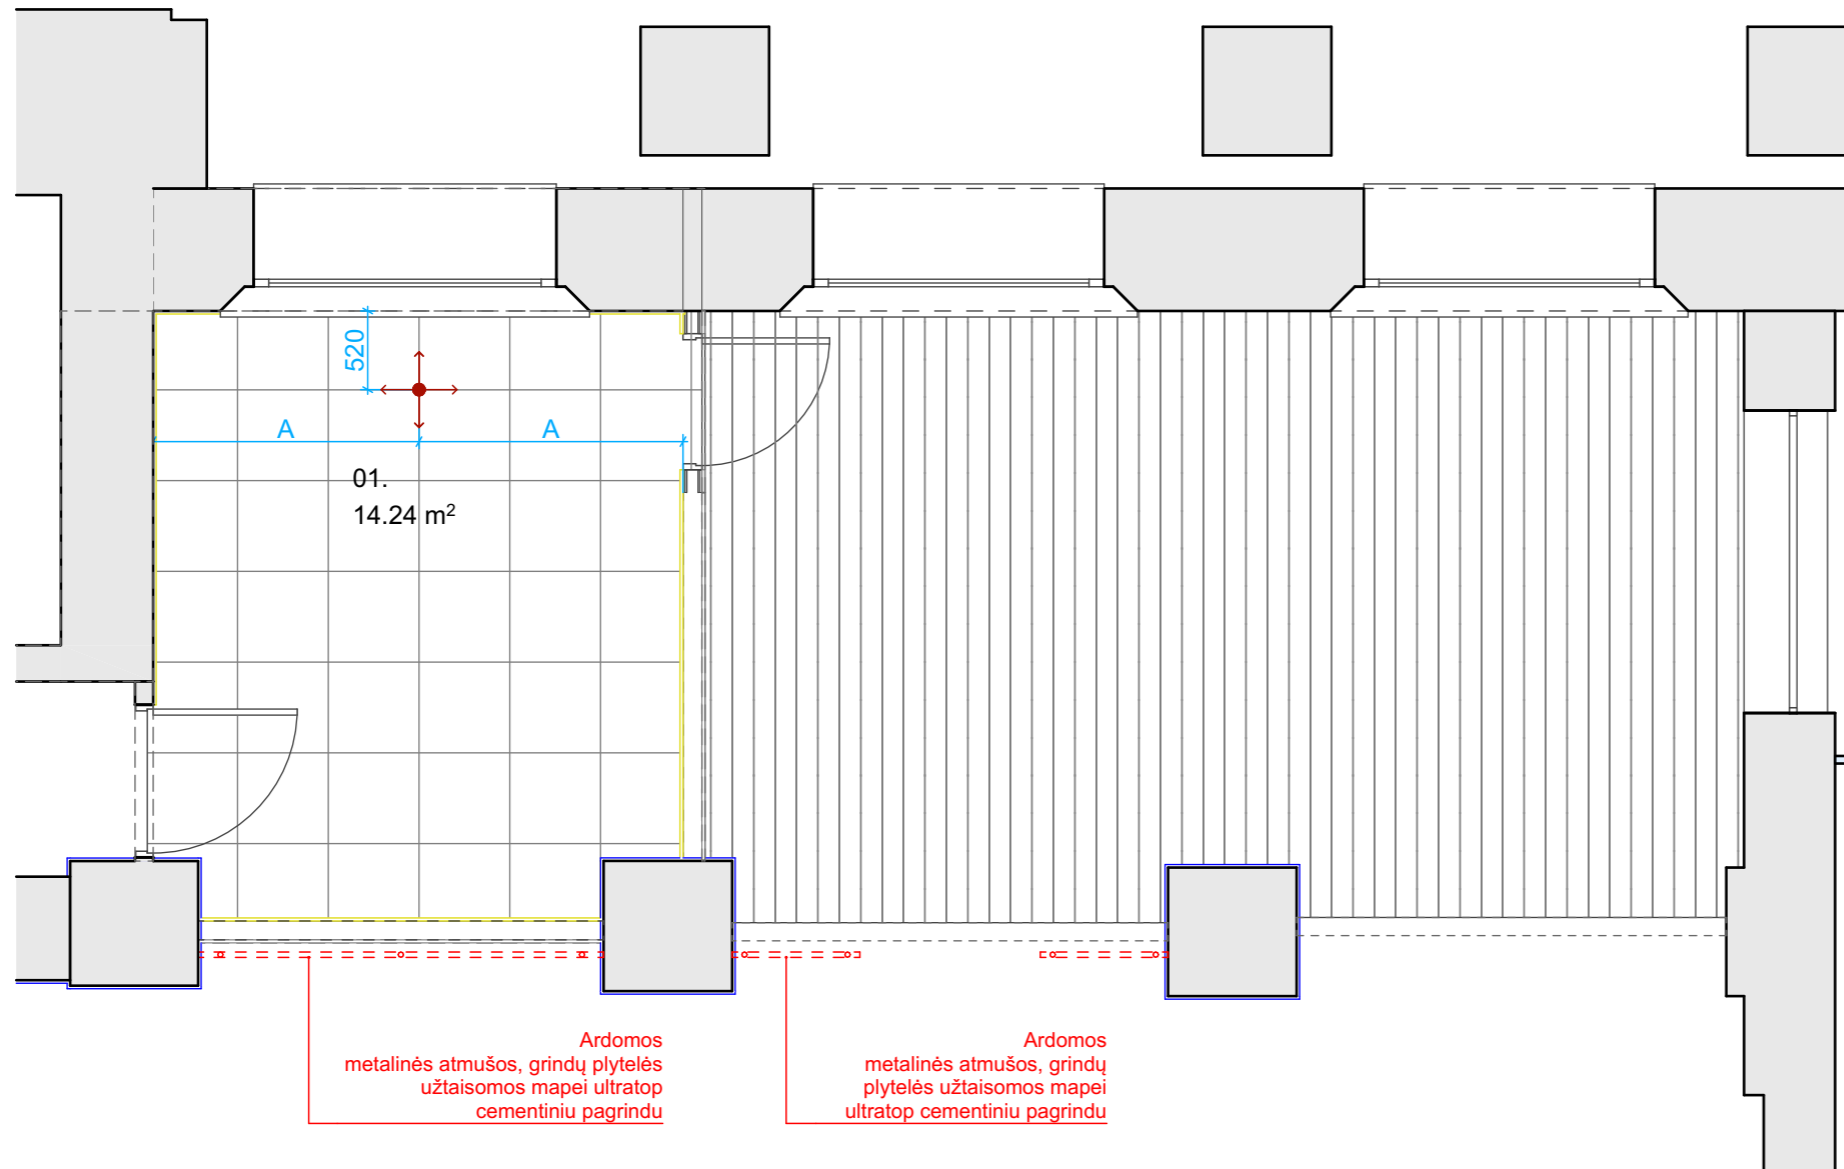 520
A
A
01.
14.24 m²
Ardomos
metalinės atmušos, grindų plytelės
užtaisomos mapei ultratop
cementiniu pagrindu
Ardomos
metalinės atmušos, grindų
plytelės užtaisomos mapei
ultratop cementiniu pagrindu